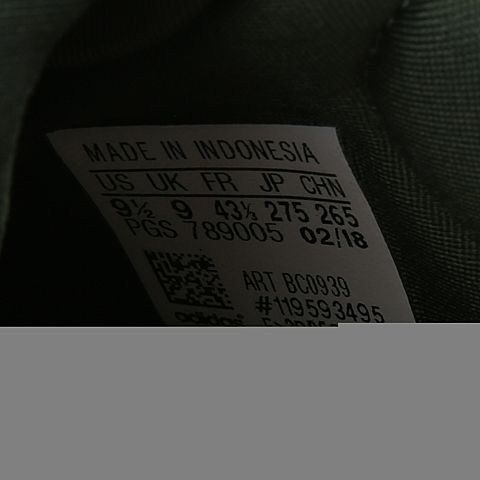 MADE IN INDONESIA
US UK FR JP CHN
9½ 9 43⅓ 275 265
PGS 789005 02/18
ART BC0939
#119593495
adidas